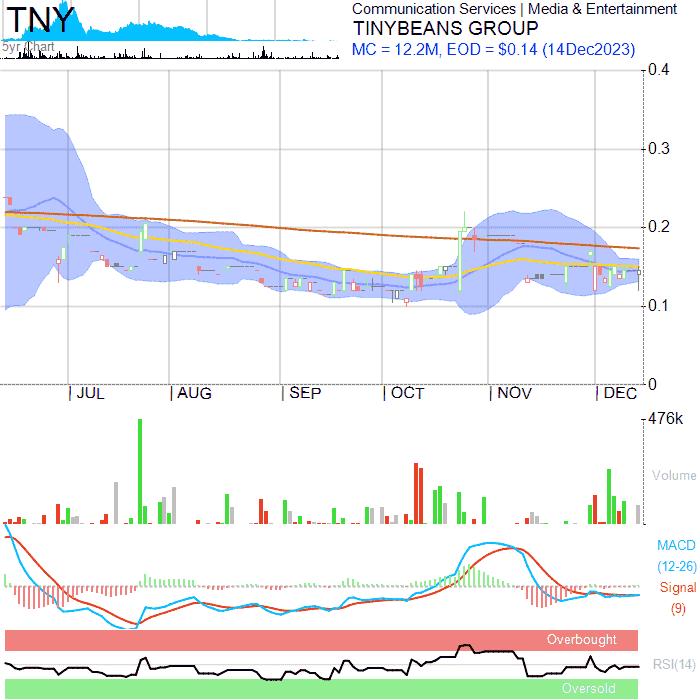 TNY
5yr Chart
Communication Services | Media & Entertainment
TINYBEANS GROUP
MC = 12.2M, EOD = $0.14 (14Dec2023)
0.4
0.3
0.2
0.1
0
JUL
AUG
SEP
OCT
NOV
DEC
476k
Volume
MACD
(12-26)
Signal
(9)
Overbought
RSI(14)
Oversold